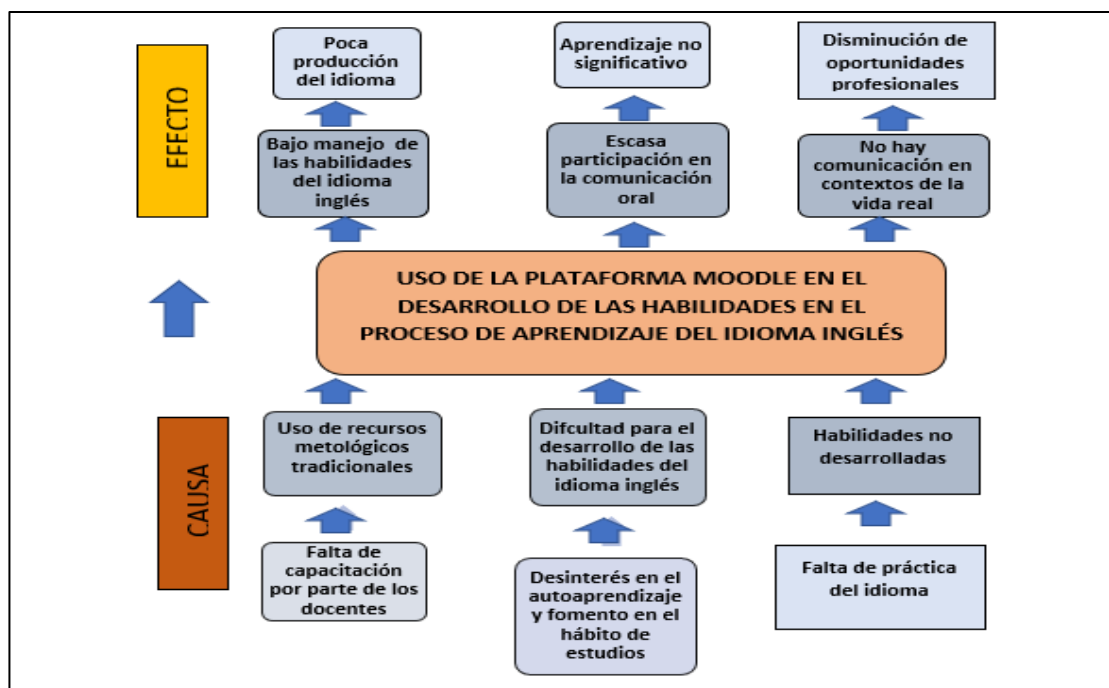 EFECTO
Poca
producción
del idioma
Aprendizaje no
significativo
Disminución de
oportunidades
profesionales
Bajo manejo de
las habilidades
del idioma
inglés
Escasa
participación en
la comunicación
oral
No hay
comunicación en
contextos de la
vida real
USO DE LA PLATAFORMA MOODLE EN EL
DESARROLLO DE LAS HABILIDADES EN EL
PROCESO DE APRENDIZAJE DEL IDIOMA INGLÉS
CAUSA
Uso de recursos
metológicos
tradicionales
Difcultad para el
desarrollo de las
habilidades del
idioma inglés
Habilidades no
desarrolladas
Falta de
capacitación
por parte de los
docentes
Desinterés en el
autoaprendizaje
y fomento en el
hábito de
estudios
Falta de práctica
del idioma